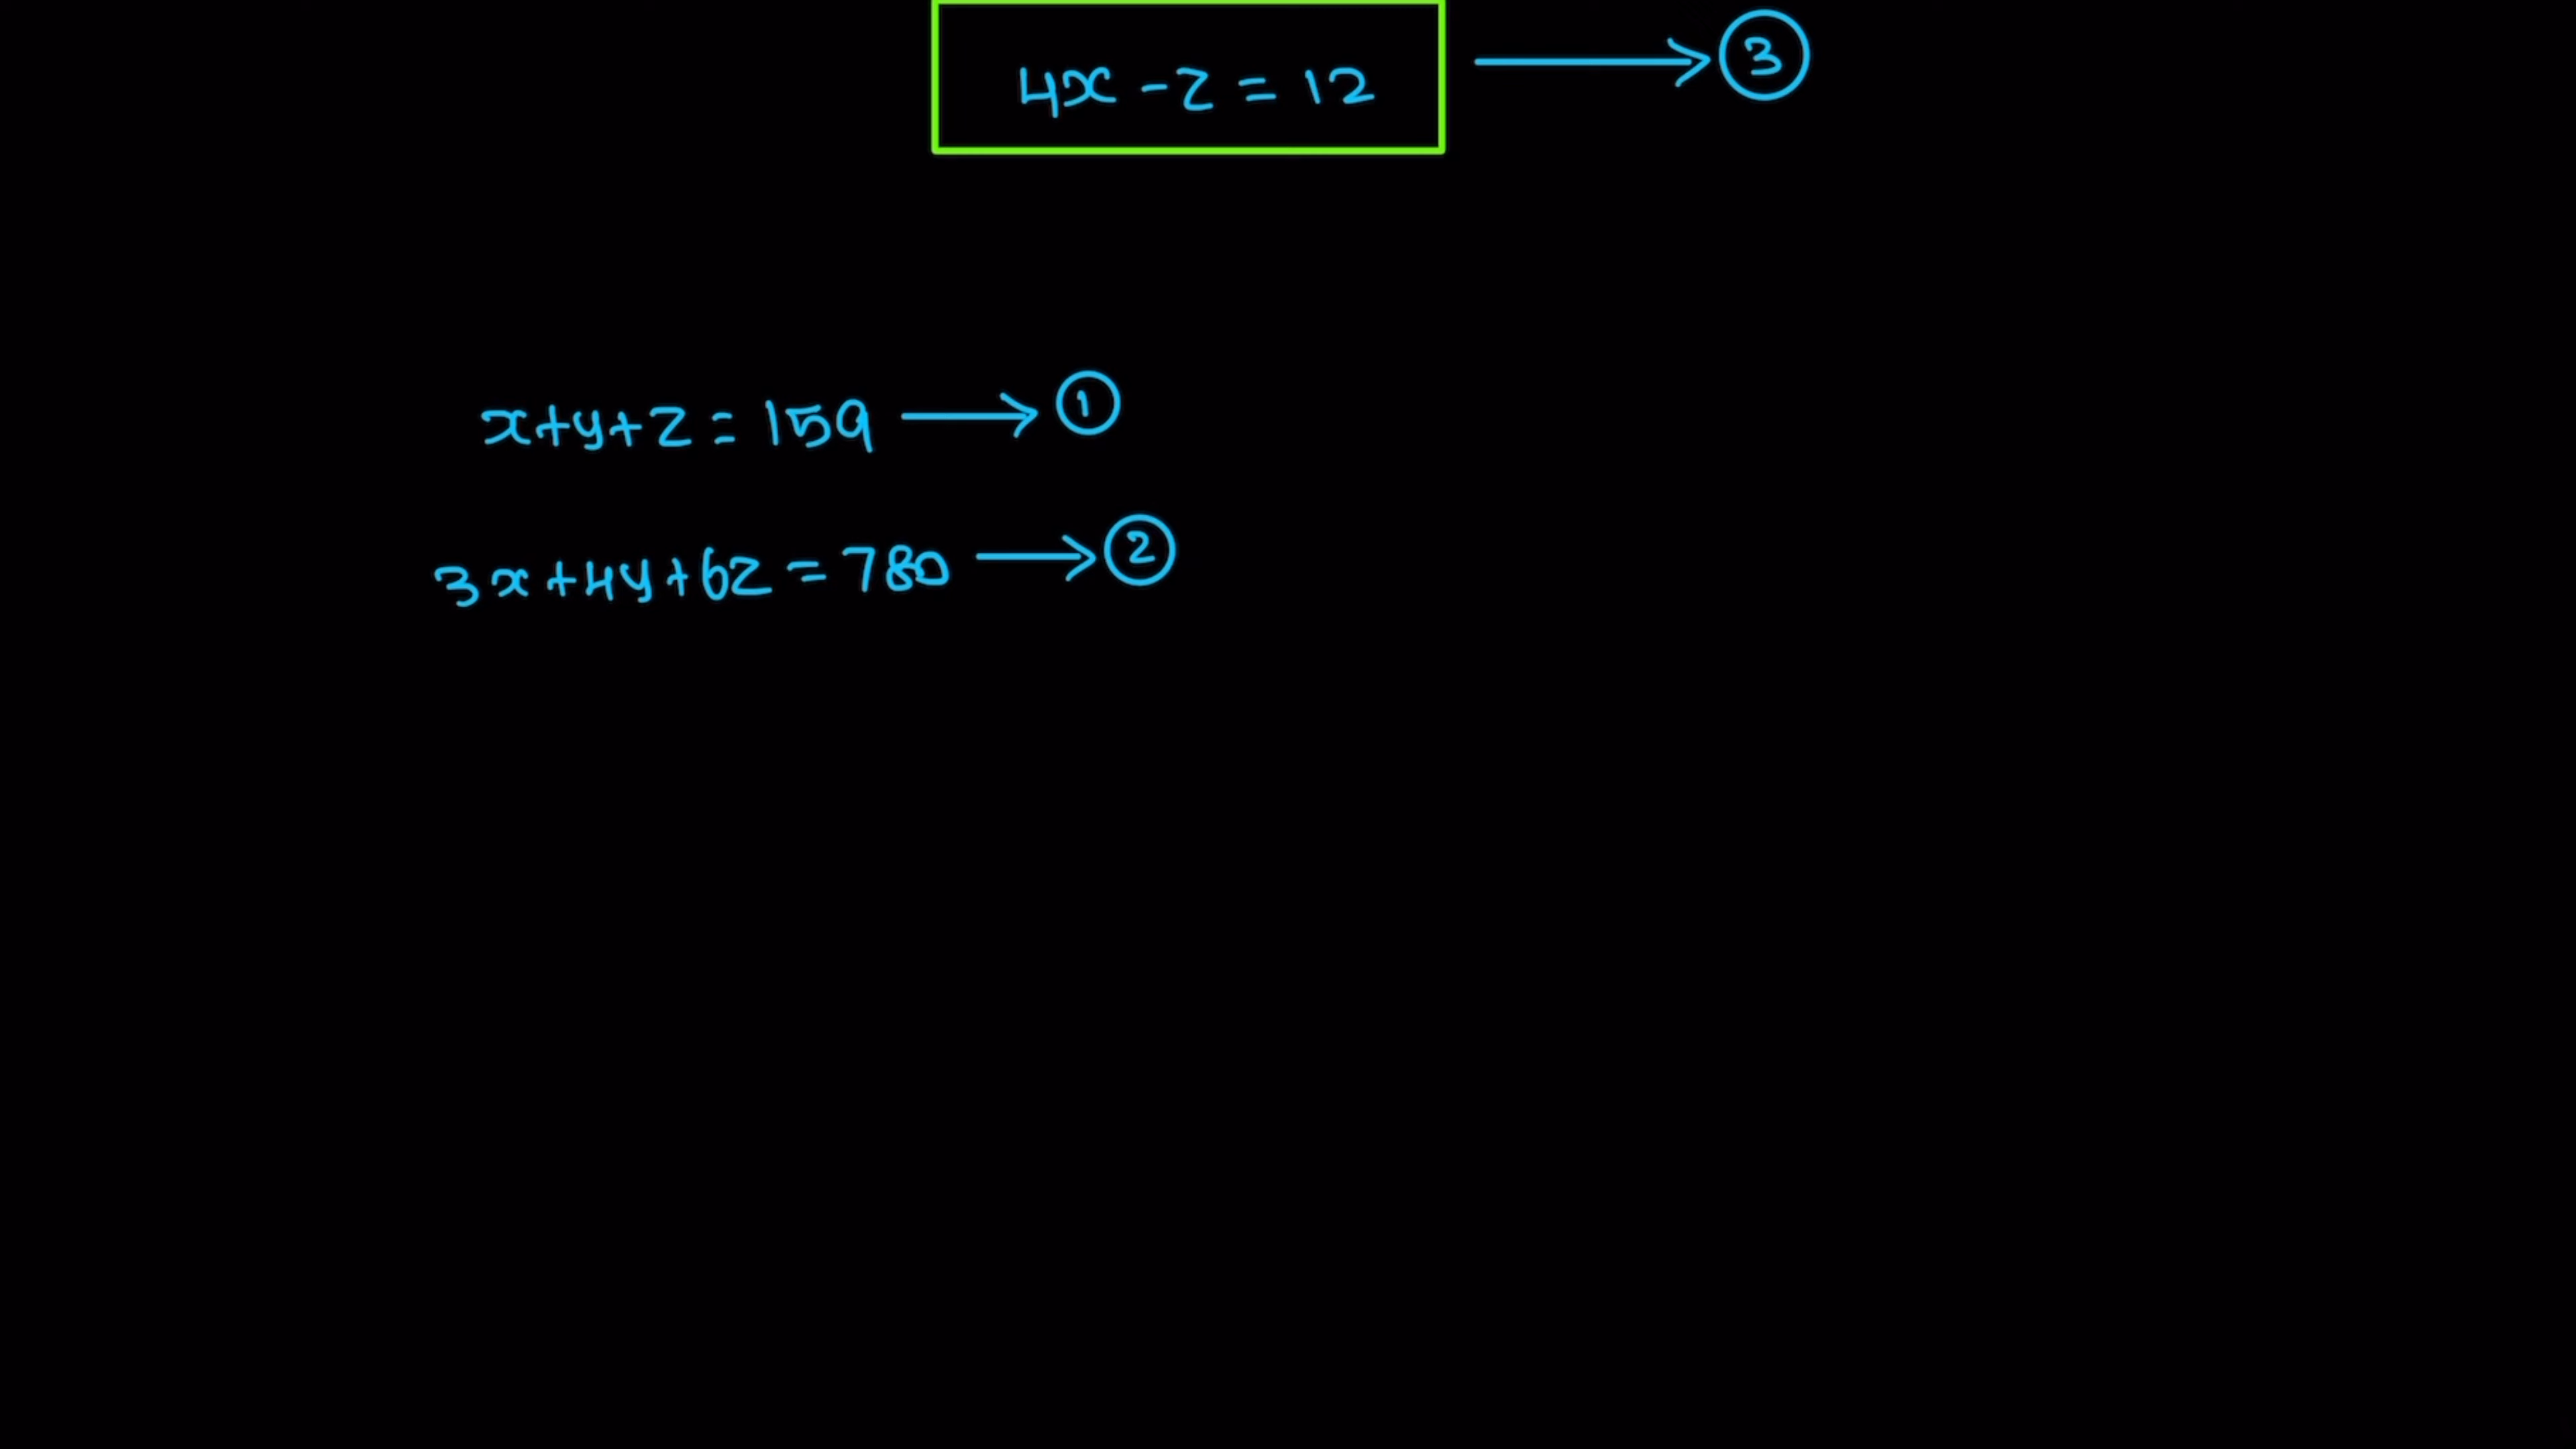 4x - z = 12 → ③
x+y+z = 159 → ①
3x+4y+6z = 780 → ②